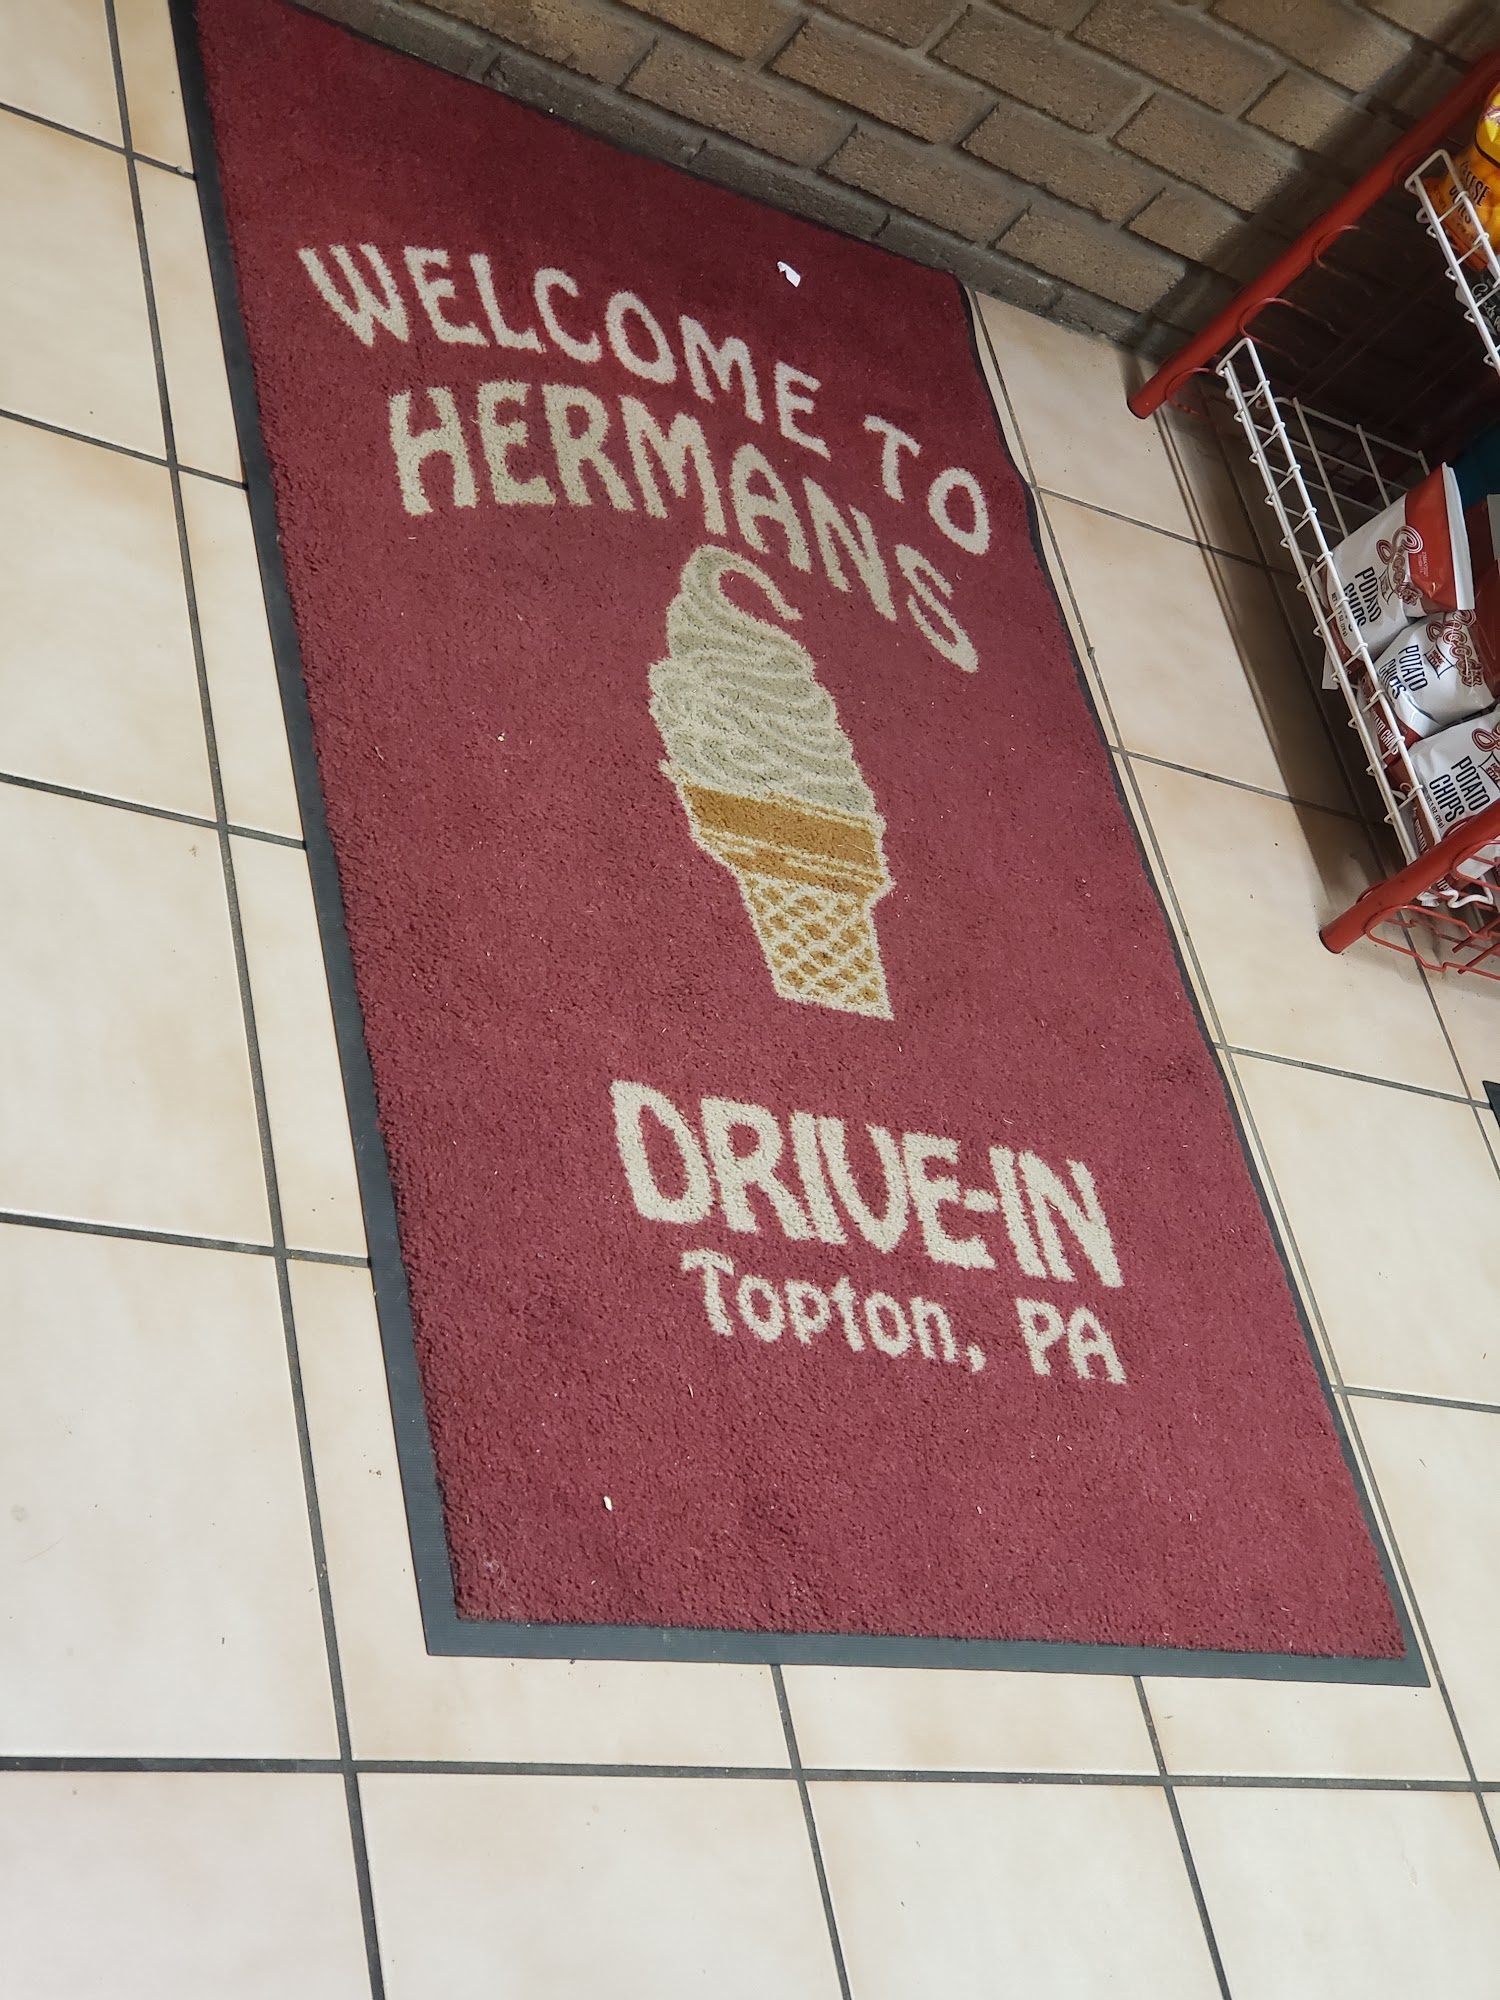 WELCOME TO
HERMANS
DRIVE-IN
Topton, PA
POTATO
CHIPS
POTATO
CHIPS
POTATO
CHIPS